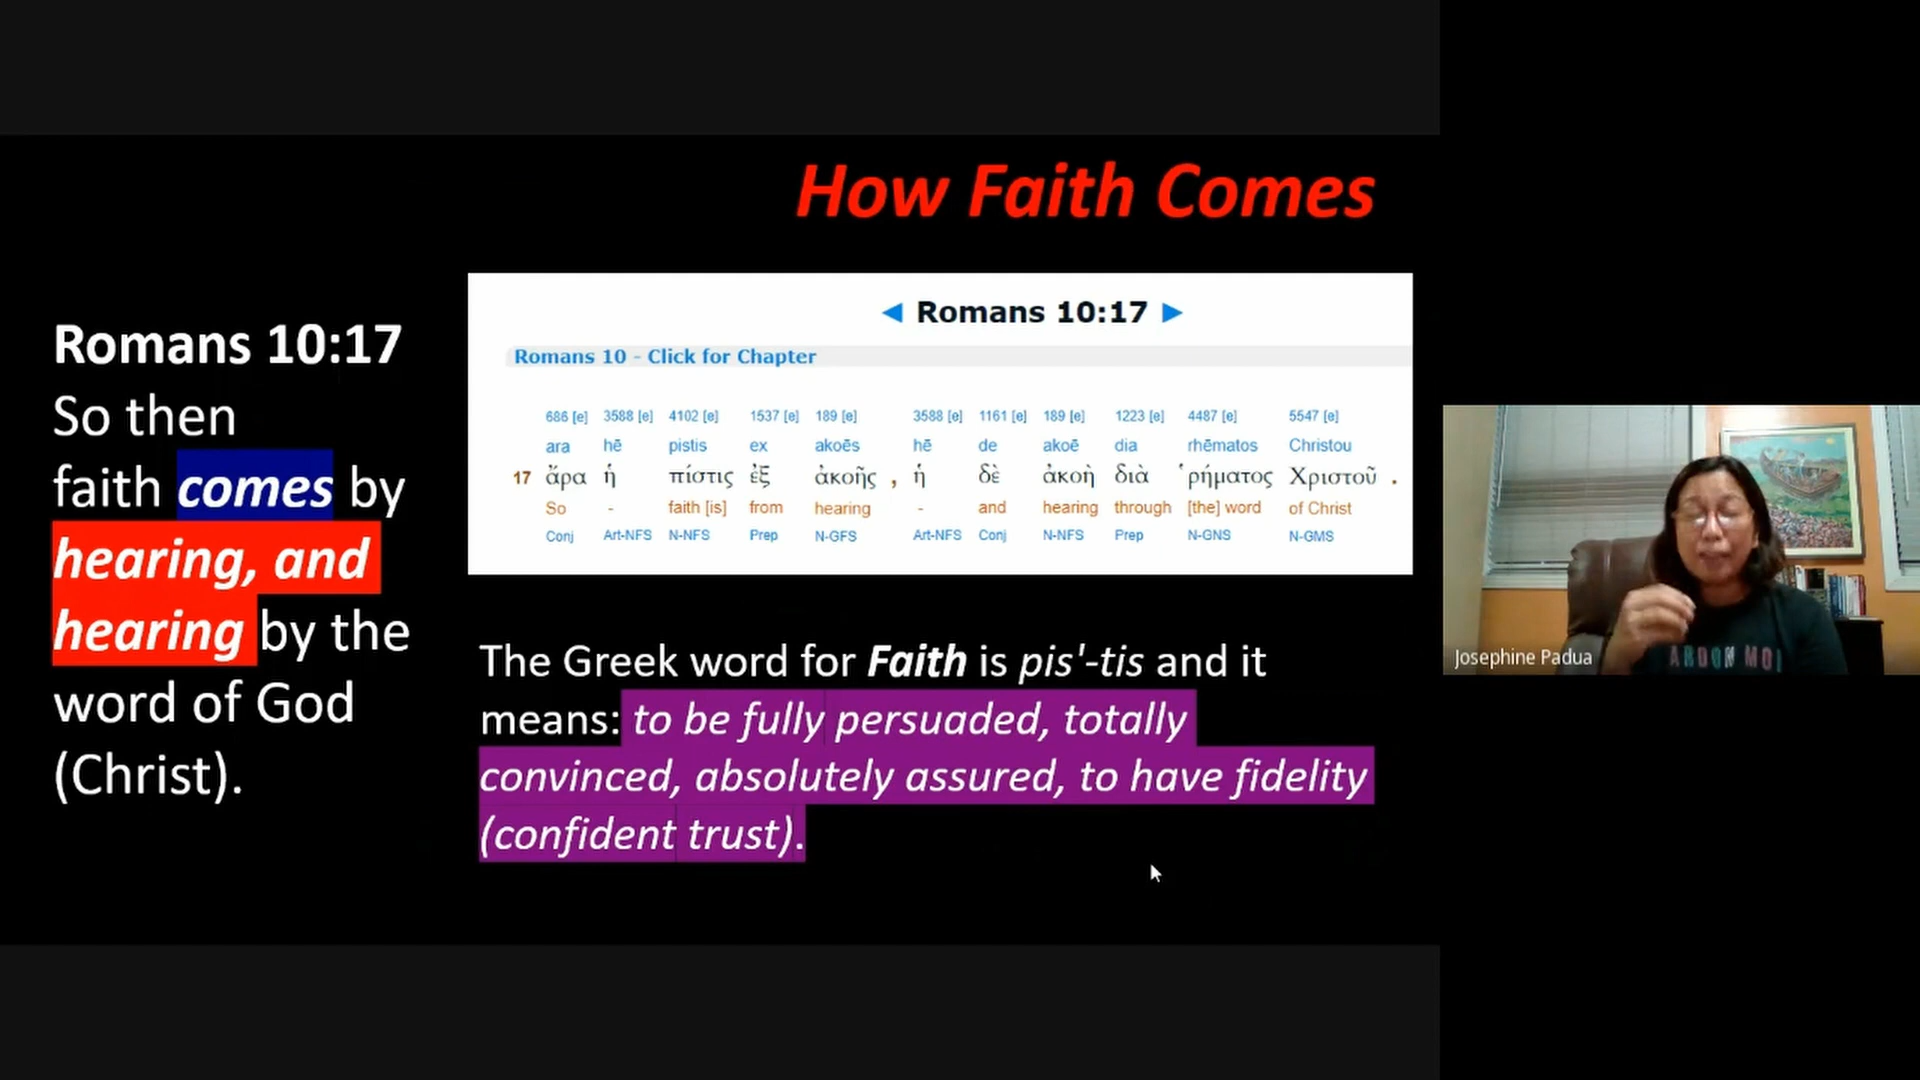 How Faith Comes
Romans 10:17
So then
faith comes by
hearing, and
hearing by the
word of God
(Christ).
◄ Romans 10:17 ►
Romans 10 - Click for Chapter
686 [e] 3588 [e] 4102 [e] 1537 [e] 189 [e] 3588 [e] 1161 [e] 189 [e] 1223 [e] 4487 [e] 5547 [e]
ara hē pistis ex akoēs hē de akoē dia rhēmatos Christou
17 ἄρα ἡ πίστις ἐξ ἀκοῆς , ἡ δὲ ἀκοὴ διὰ ῥήματος Χριστοῦ .
So - faith [is] from hearing - and hearing through [the] word of Christ
Conj Art-NFS N-NFS Prep N-GFS Art-NFS Conj N-NFS Prep N-GNS N-GMS
The Greek word for Faith is pis'-tis and it
means: to be fully persuaded, totally
convinced, absolutely assured, to have fidelity
(confident trust).
Josephine Padua
ARDON MOI